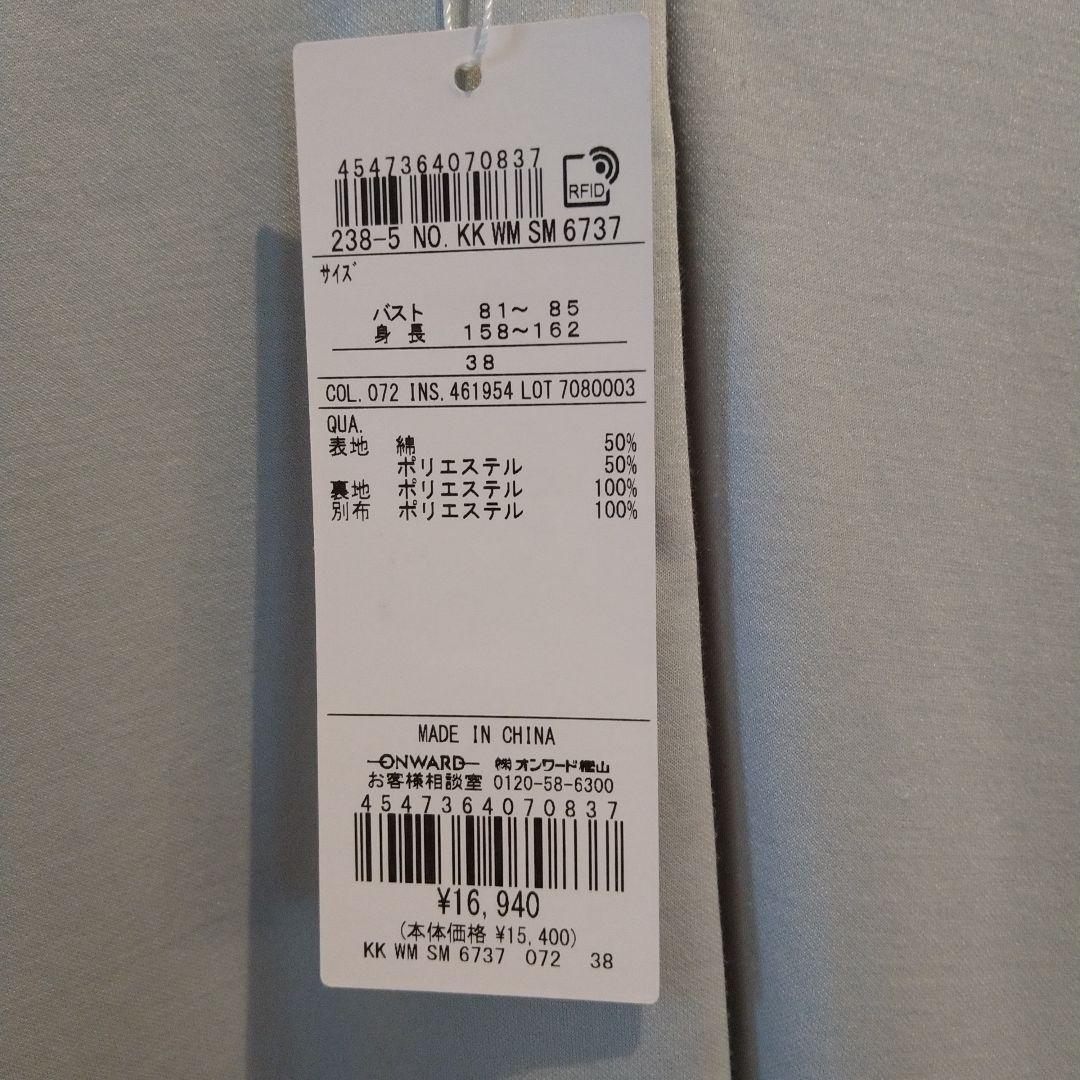 4547364070837
RFID
238-5 NO. KK WM SM 6737
サイズ
バスト 81〜 85
身長 158〜162
38
COL. 072 INS. 461954 LOT 7080003
QUA.
表地 綿 50%
ポリエステル 50%
裏地 ポリエステル 100%
別布 ポリエステル 100%
MADE IN CHINA
ONWARD ㈱オンワード樫山
お客様相談室 0120-58-6300
4547364070837
¥16,940
(本体価格 ¥15,400)
KK WM SM 6737 072 38